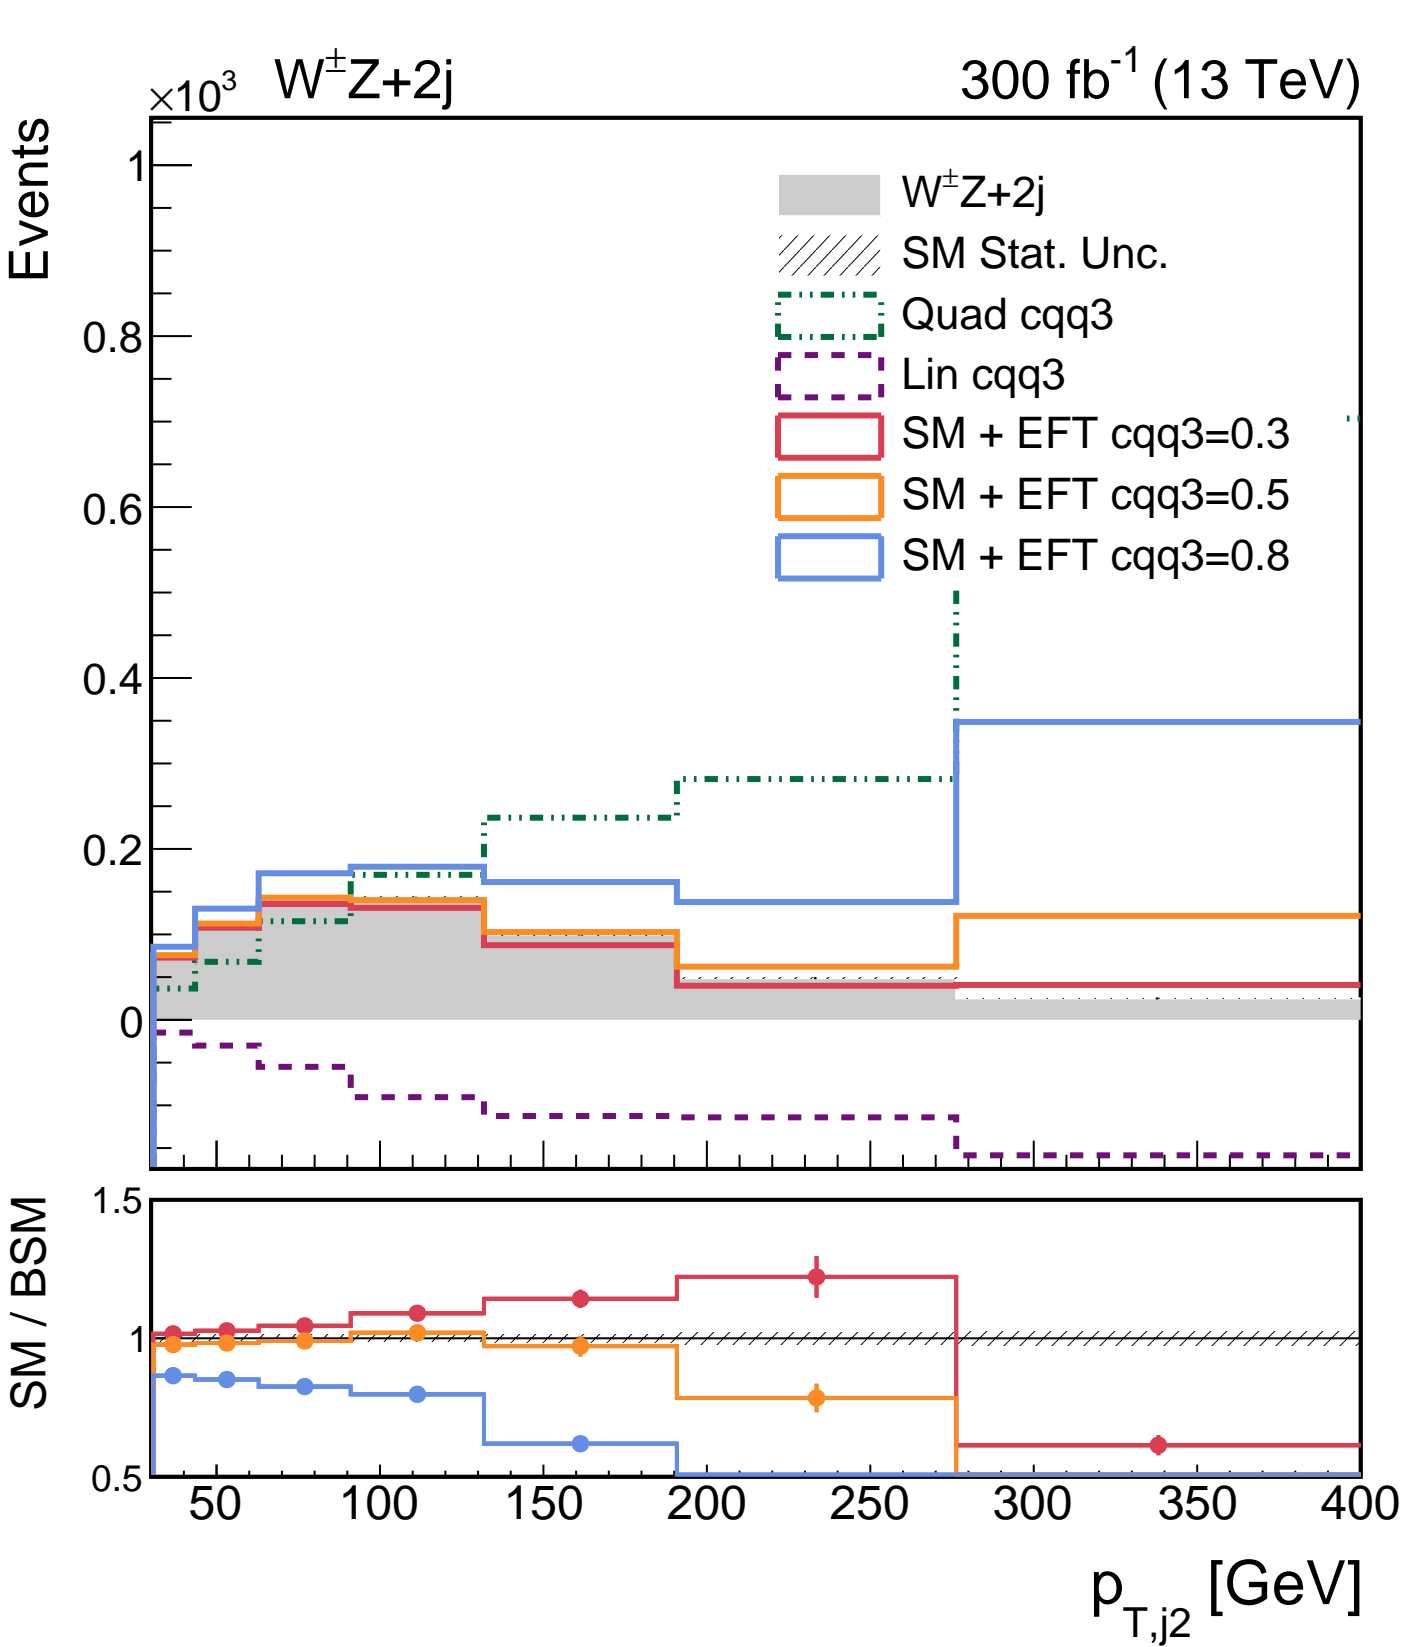 ×10³ W±Z+2j 300 fb⁻¹ (13 TeV)
Events
1
0.8
0.6
0.4
0.2
0
W±Z+2j
SM Stat. Unc.
Quad cqq3
Lin cqq3
SM + EFT cqq3=0.3
SM + EFT cqq3=0.5
SM + EFT cqq3=0.8
SM / BSM
1.5
1
0.5
50 100 150 200 250 300 350 400
p_T,j2 [GeV]